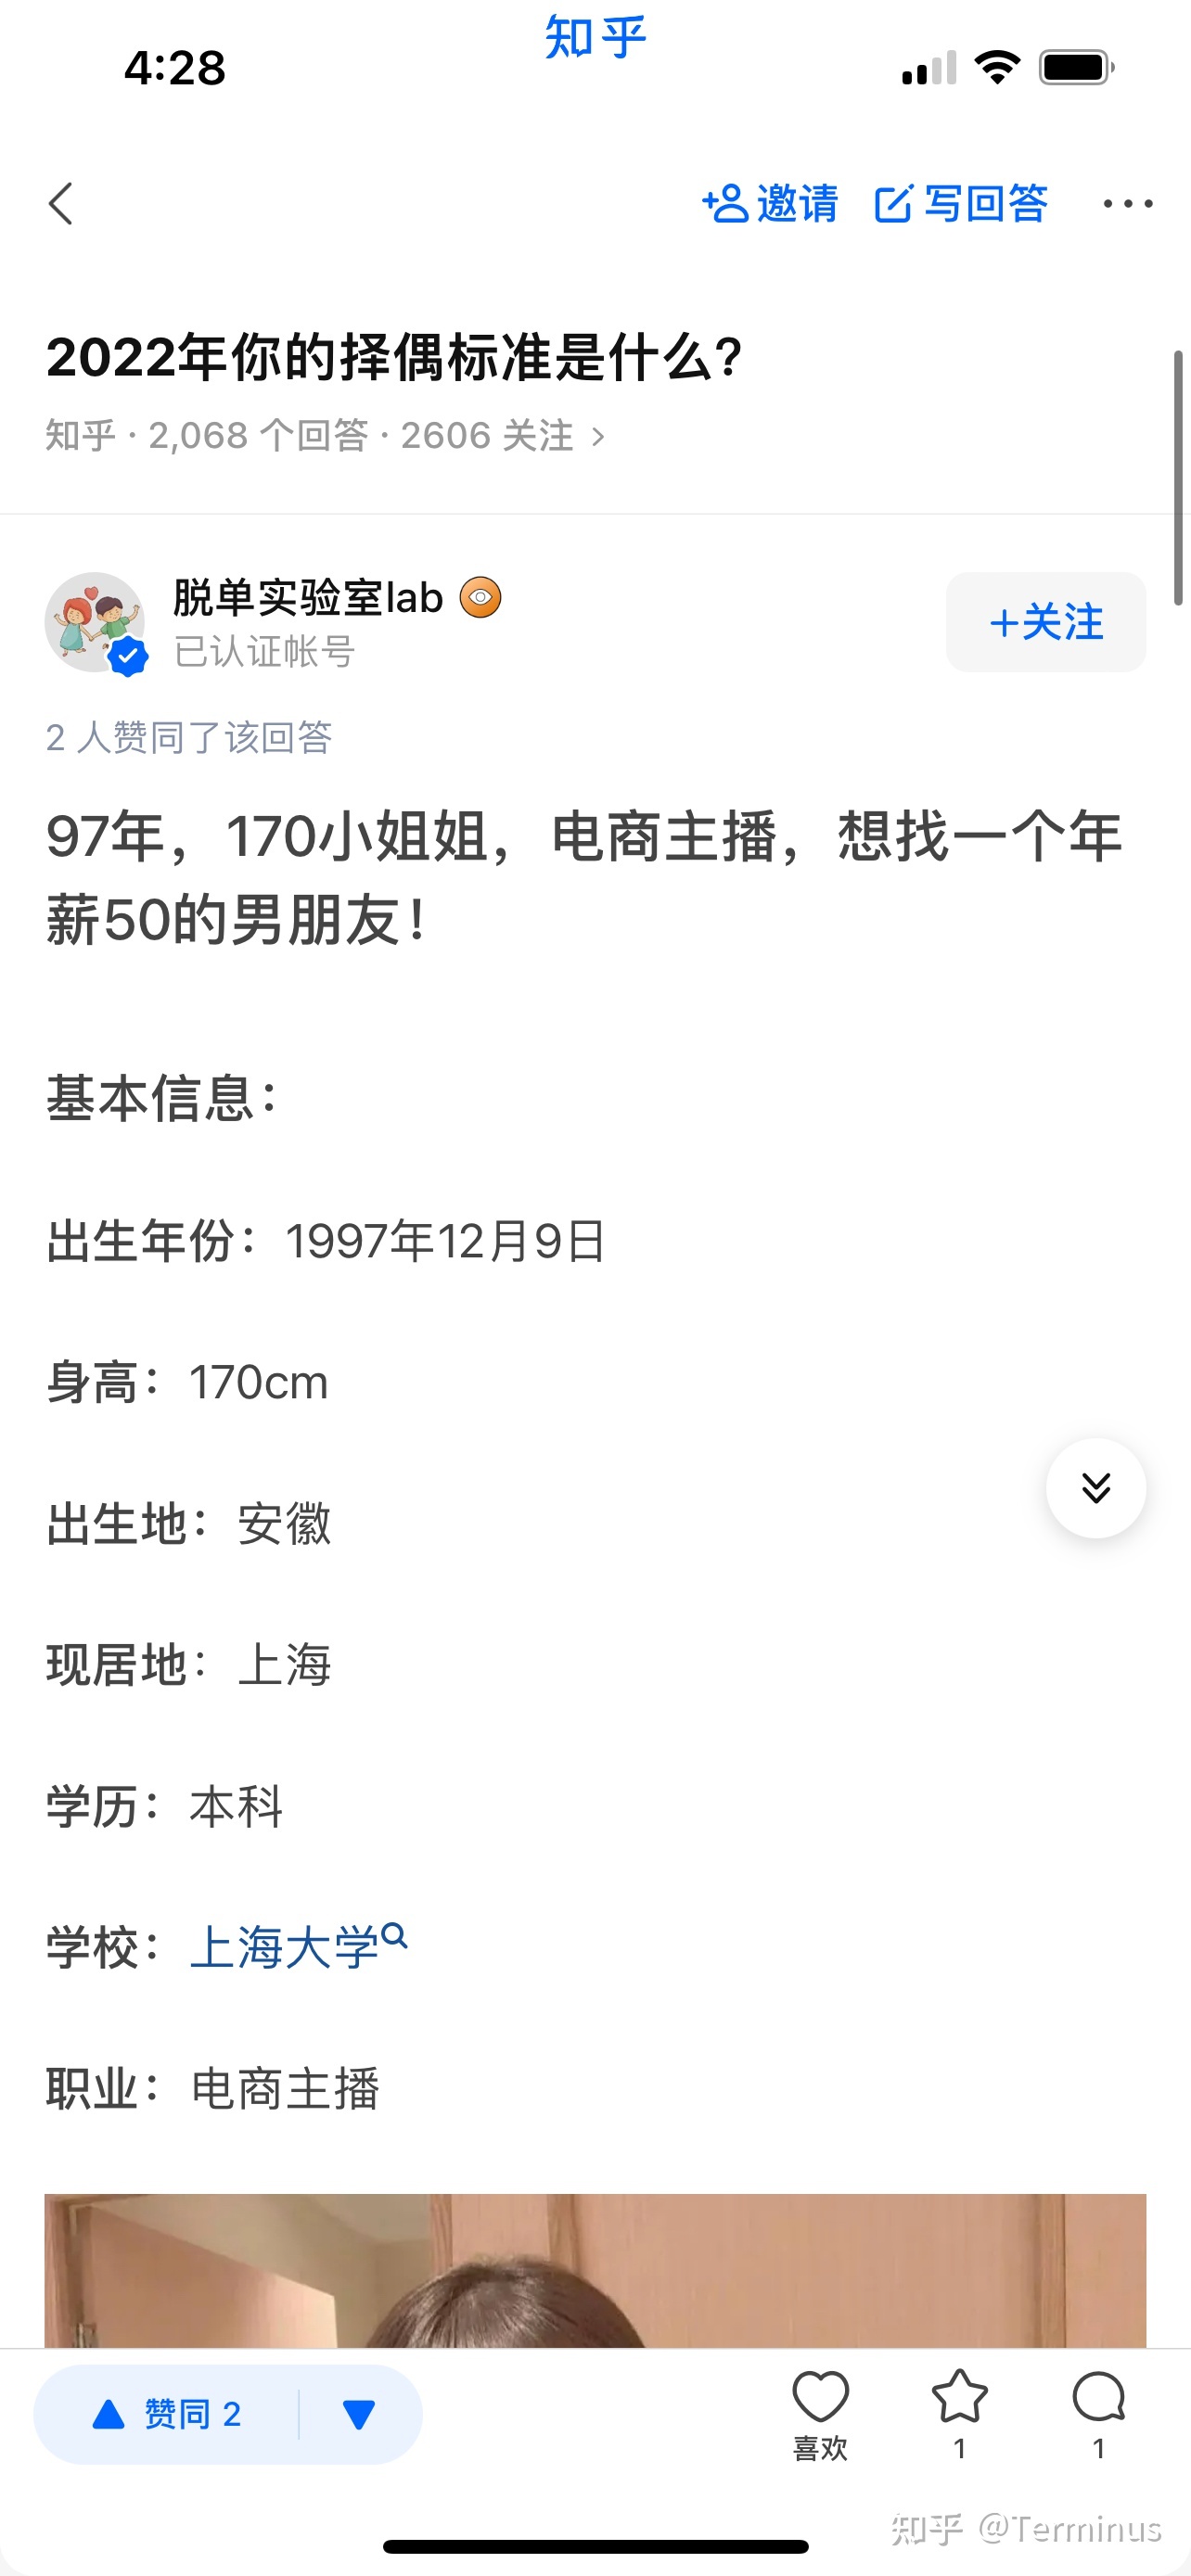 知乎
4:28
邀请 写回答
2022年你的择偶标准是什么?
知乎 · 2,068 个回答 · 2606 关注 >
脱单实验室lab
已认证帐号
+关注
2 人赞同了该回答
97年，170小姐姐，电商主播，想找一个年
薪50的男朋友！
基本信息：
出生年份：1997年12月9日
身高：170cm
出生地：安徽
现居地：上海
学历：本科
学校：上海大学
职业：电商主播
赞同 2
喜欢
1
1
知乎 @Terminus